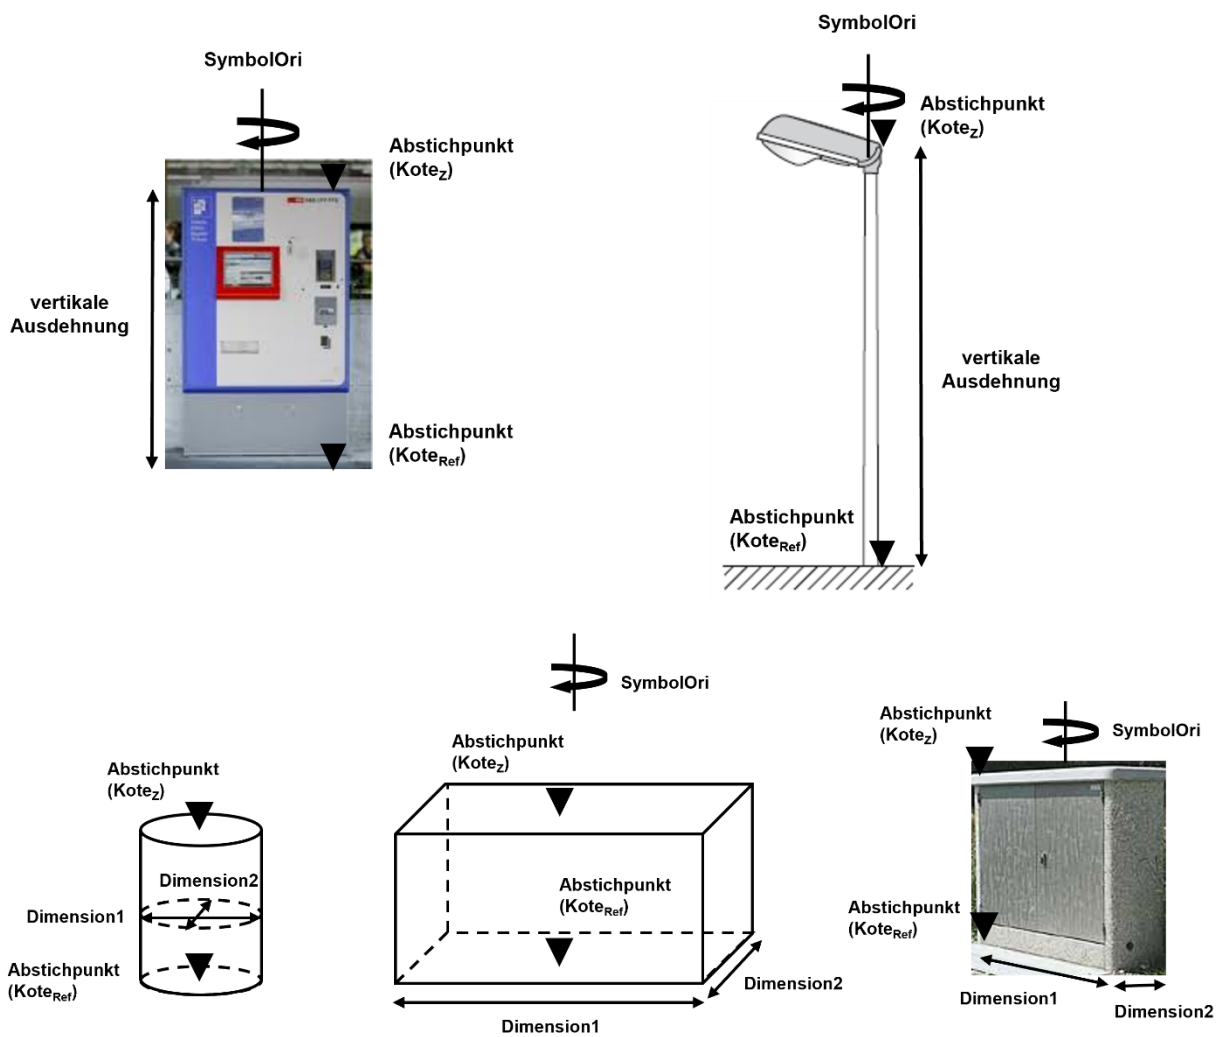 SymbolOri
Abstichpunkt
(KoteZ)
vertikale
Ausdehnung
Abstichpunkt
(KoteRef)
SymbolOri
Abstichpunkt
(KoteZ)
vertikale
Ausdehnung
Abstichpunkt
(KoteRef)
Abstichpunkt
(KoteZ)
Dimension2
Dimension1
Abstichpunkt
(KoteRef)
SymbolOri
Abstichpunkt
(KoteZ)
Abstichpunkt
(KoteRef)
Dimension2
Dimension1
Abstichpunkt
(KoteZ)
SymbolOri
Abstichpunkt
(KoteRef)
Dimension1
Dimension2